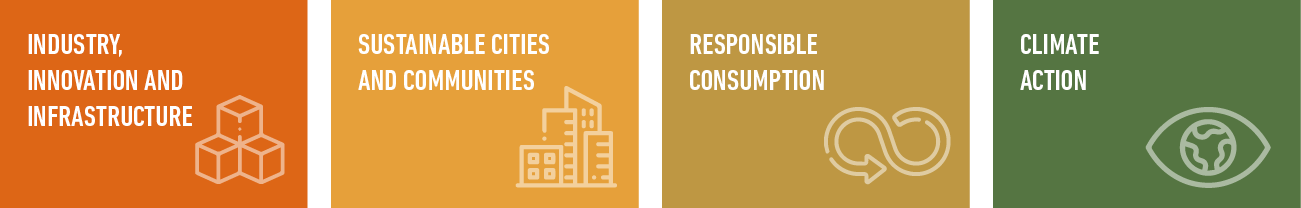 INDUSTRY,
INNOVATION AND
INFRASTRUCTURE
SUSTAINABLE CITIES
AND COMMUNITIES
RESPONSIBLE
CONSUMPTION
CLIMATE
ACTION